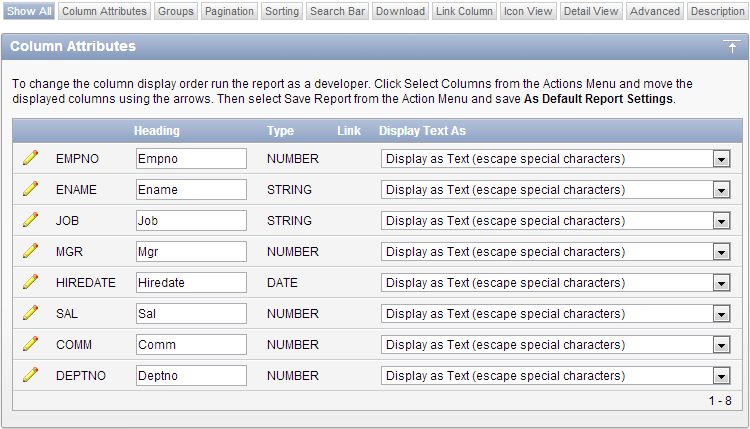 Show All Column Attributes Groups Pagination Sorting Search Bar Download Link Column Icon View Detail View Advanced Description
Column Attributes
To change the column display order run the report as a developer. Click Select Columns from the Actions Menu and move the
displayed columns using the arrows. Then select Save Report from the Action Menu and save As Default Report Settings.
Heading Type Link Display Text As
EMPNO Empno NUMBER Display as Text (escape special characters)
ENAME Ename STRING Display as Text (escape special characters)
JOB Job STRING Display as Text (escape special characters)
MGR Mgr NUMBER Display as Text (escape special characters)
HIREDATE Hiredate DATE Display as Text (escape special characters)
SAL Sal NUMBER Display as Text (escape special characters)
COMM Comm NUMBER Display as Text (escape special characters)
DEPTNO Deptno NUMBER Display as Text (escape special characters)
1 - 8